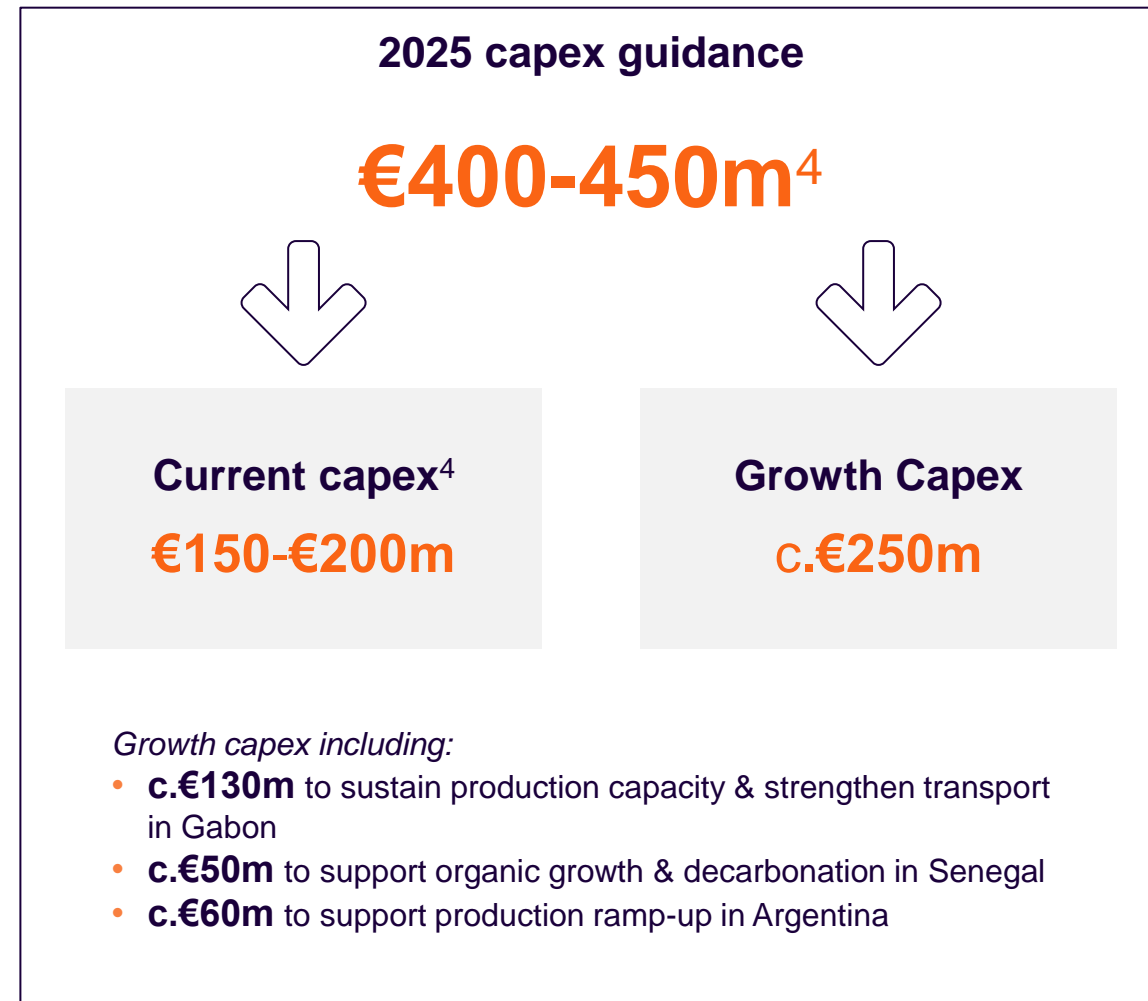 2025 capex guidance
€400-450m4
Current capex4
€150-€200m
Growth Capex
c.€250m
Growth capex including:
• c.€130m to sustain production capacity & strengthen transport
in Gabon
• c.€50m to support organic growth & decarbonation in Senegal
• c.€60m to support production ramp-up in Argentina